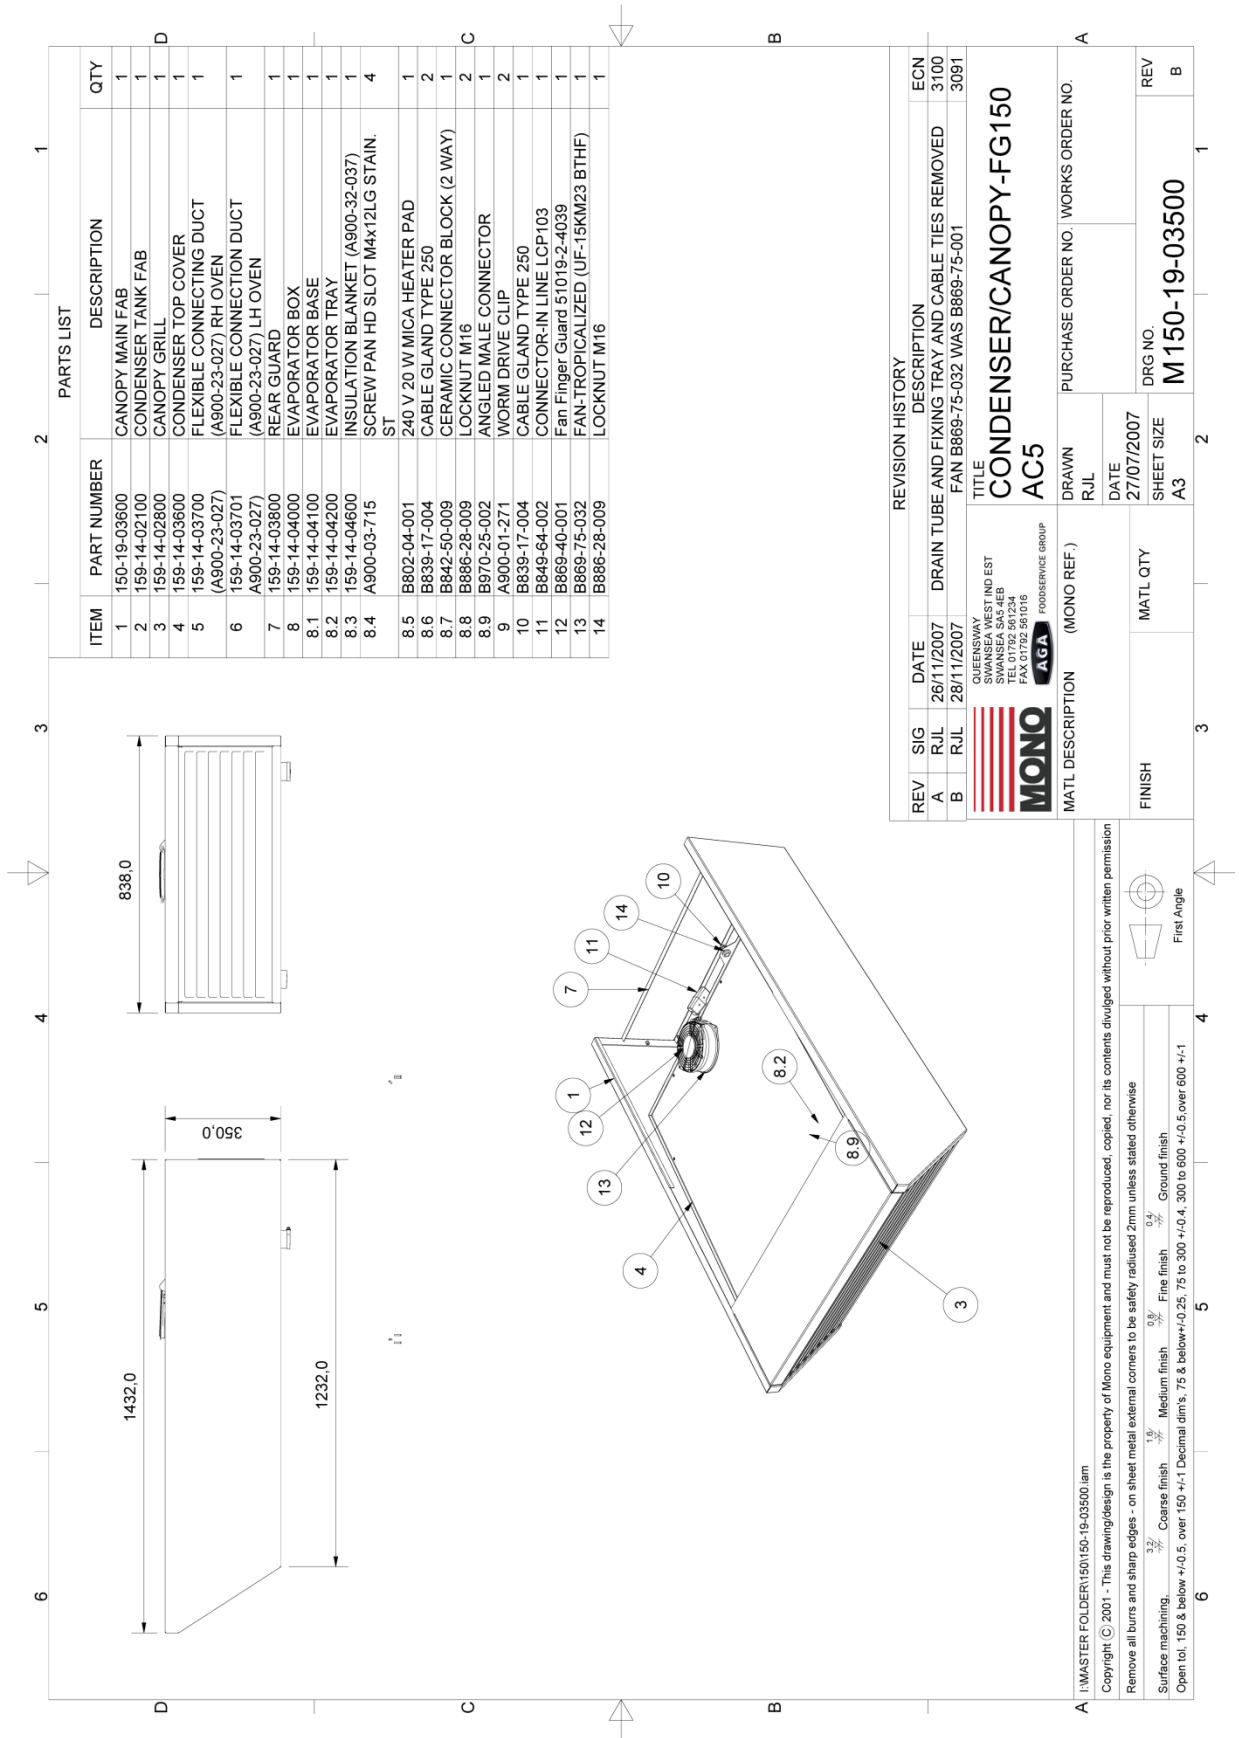 6 5 4 3 2 1
PARTS LIST
ITEM PART NUMBER DESCRIPTION QTY
1 150-19-03600 CANOPY MAIN FAB 1
2 159-14-02100 CONDENSER TANK FAB 1
3 159-14-02800 CANOPY GRILL 1
4 159-14-03600 CONDENSER TOP COVER 1
5 159-14-03700 FLEXIBLE CONNECTING DUCT 1
(A900-23-027) (A900-23-027) RH OVEN
6 159-14-03701 FLEXIBLE CONNECTION DUCT 1
A900-23-027) (A900-23-027) LH OVEN
7 159-14-03800 REAR GUARD 1
8 159-14-04000 EVAPORATOR BOX 1
8.1 159-14-04100 EVAPORATOR BASE 1
8.2 159-14-04200 EVAPORATOR TRAY 1
8.3 159-14-04600 INSULATION BLANKET (A900-32-037) 1
8.4 A900-03-715 SCREW PAN HD SLOT M4x12LG STAIN. 4
ST
8.5 B802-04-001 240 V 20 W MICA HEATER PAD 1
8.6 B839-17-004 CABLE GLAND TYPE 250 2
8.7 B842-50-009 CERAMIC CONNECTOR BLOCK (2 WAY) 1
8.8 B886-28-009 LOCKNUT M16 2
8.9 B970-25-002 ANGLED MALE CONNECTOR 1
9 A900-01-271 WORM DRIVE CLIP 2
10 B839-17-004 CABLE GLAND TYPE 250 1
11 B849-64-002 CONNECTOR-IN LINE LCP103 1
12 B869-40-001 Fan Finger Guard 51019-2-4039 1
13 B869-75-032 FAN-TROPICALIZED (UF-15KM23 BTHF) 1
14 B886-28-009 LOCKNUT M16 1
D D
1432,0
350,0
838,0
1232,0
C C
1
12
13
4
7
11
14
10
8.2
8.9
3
B B
REVISION HISTORY
REV SIG DATE DESCRIPTION ECN
A RJL 26/11/2007 DRAIN TUBE AND FIXING TRAY AND CABLE TIES REMOVED 3100
B RJL 28/11/2007 FAN B869-75-032 WAS B869-75-001 3091
MONO
QUEENSWAY
SWANSEA WEST IND EST
SWANSEA SA5 4EB
TEL 01792 561234
FAX 01792 561016
AGA FOODSERVICE GROUP
TITLE
CONDENSER/CANOPY-FG150
AC5
MATL DESCRIPTION (MONO REF.)
DRAWN
RJL
PURCHASE ORDER NO. WORKS ORDER NO.
DATE
27/07/2007
FINISH MATL QTY
SHEET SIZE
A3
DRG NO.
M150-19-03500
REV
B
A A
I:\MASTER FOLDER\150\150-19-03500.iam
Copyright (C) 2001 - This drawing/design is the property of Mono equipment and must not be reproduced, copied, nor its contents divulged without prior written permission
Remove all burrs and sharp edges - on sheet metal external corners to be safety radiused 2mm unless stated otherwise
Surface machining, 3.2/ Coarse finish 1.6/ Medium finish 0.8/ Fine finish 0.4/ Ground finish
Open tol, 150 & below +/-0.5, over 150 +/-1 Decimal dim's, 75 & below+/-0.25, 75 to 300 +/-0.4, 300 to 600 +/-0.5,over 600 +/-1
First Angle
6 5 4 3 2 1